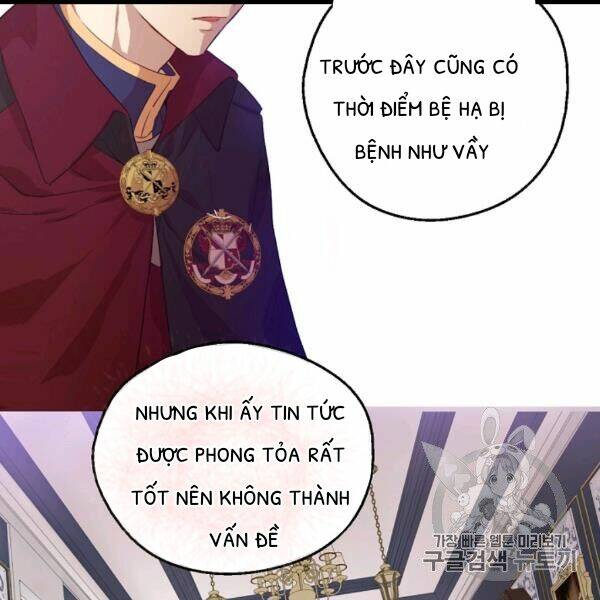 TRƯỚC ĐÂY CŨNG CÓ
THỜI ĐIỂM BỆ HẠ BỊ
BỆNH NHƯ VẦY
NHƯNG KHI ẤY TIN TỨC
ĐƯỢC PHONG TỎA RẤT
TỐT NÊN KHÔNG THÀNH
VẤN ĐỀ
가장 빠른 웹툰 미리보기
구글검색 뉴토끼